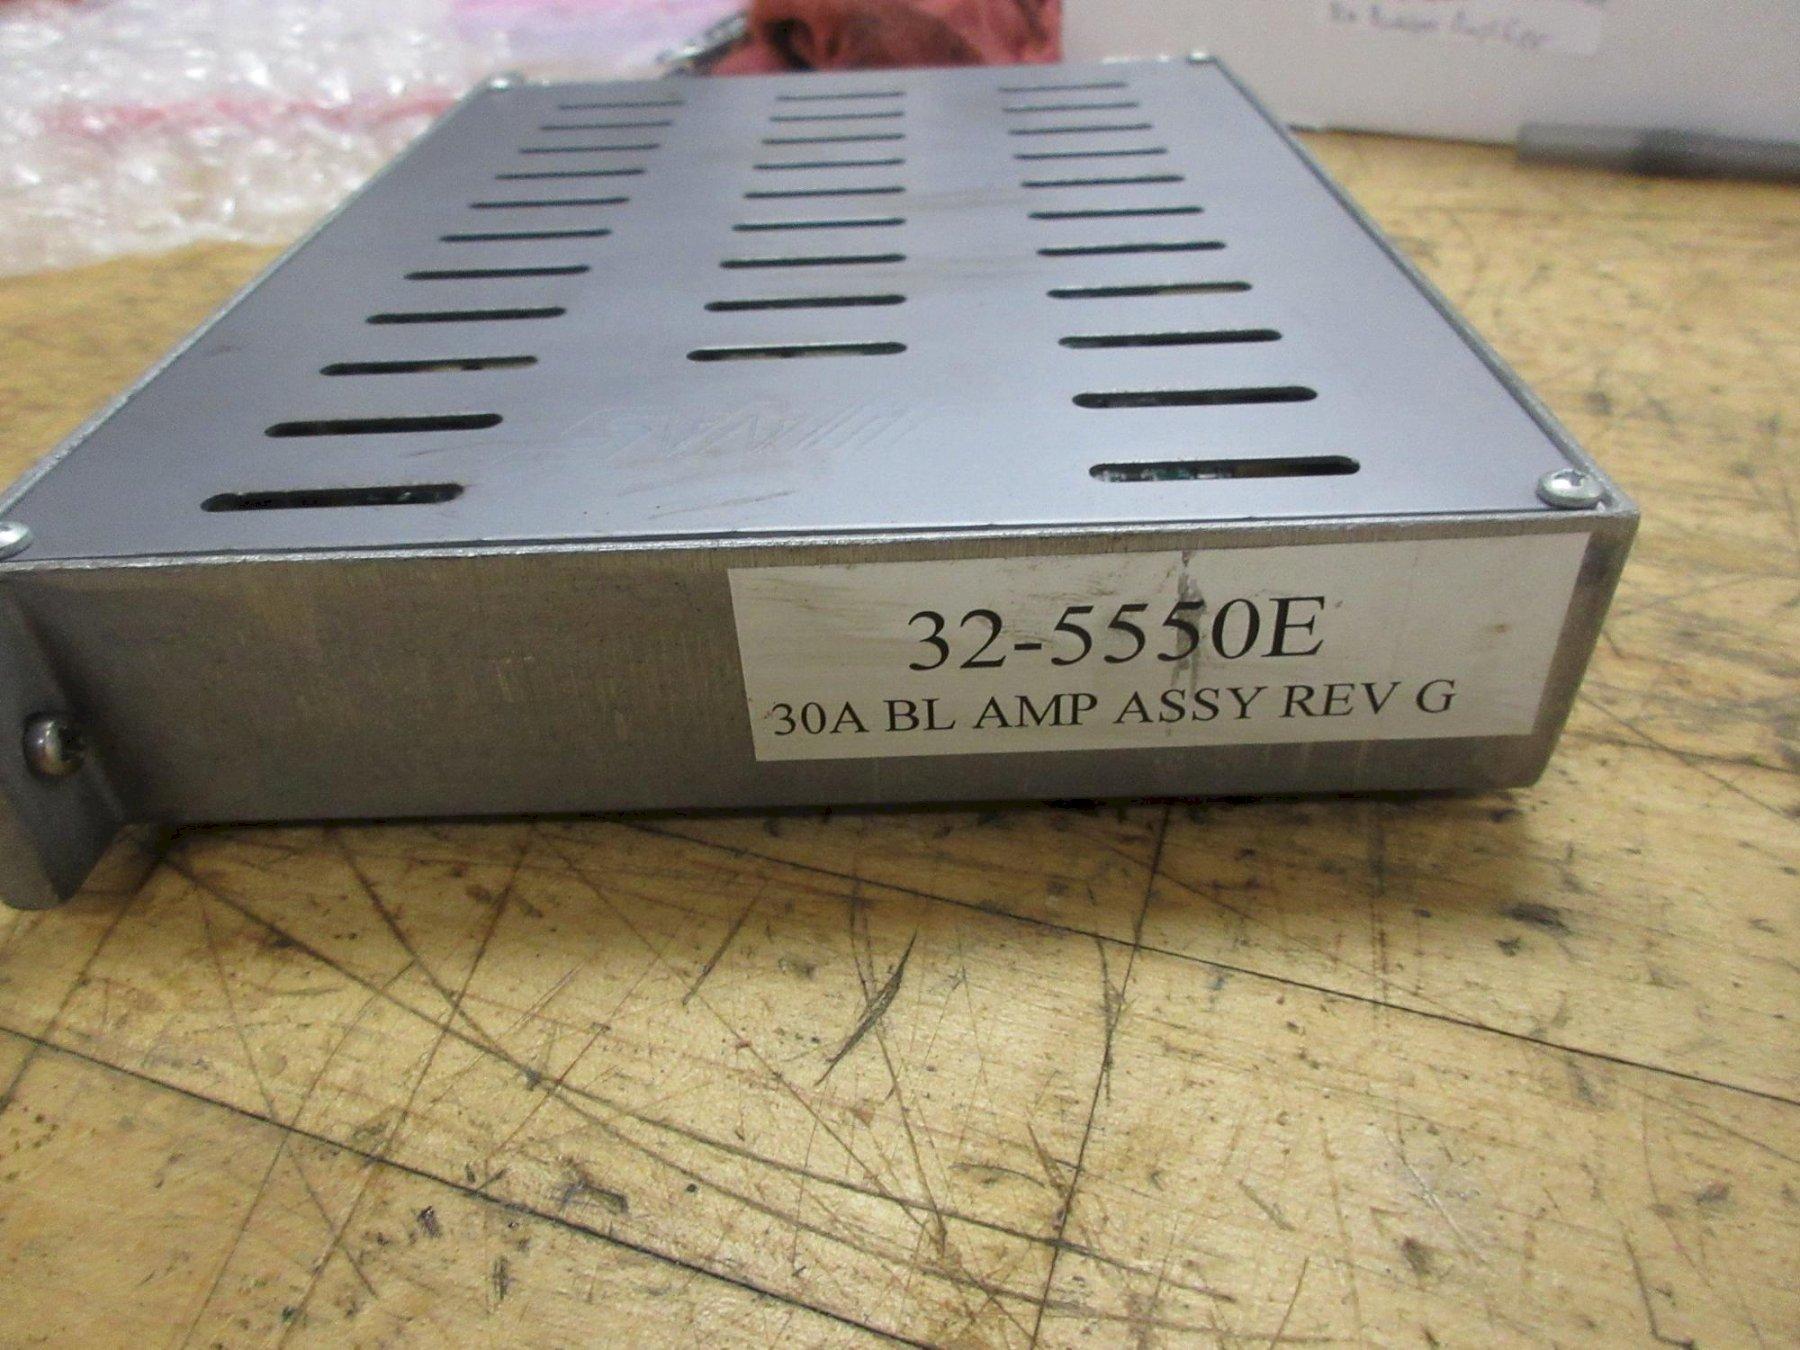 32-5550E
30A BL AMP ASSY REV G